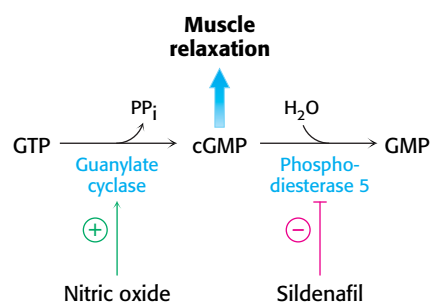 Muscle
relaxation
PPi
H₂O
GTP
cGMP
GMP
Guanylate
cyclase
Phospho-
diesterase 5
+
−
Nitric oxide
Sildenafil